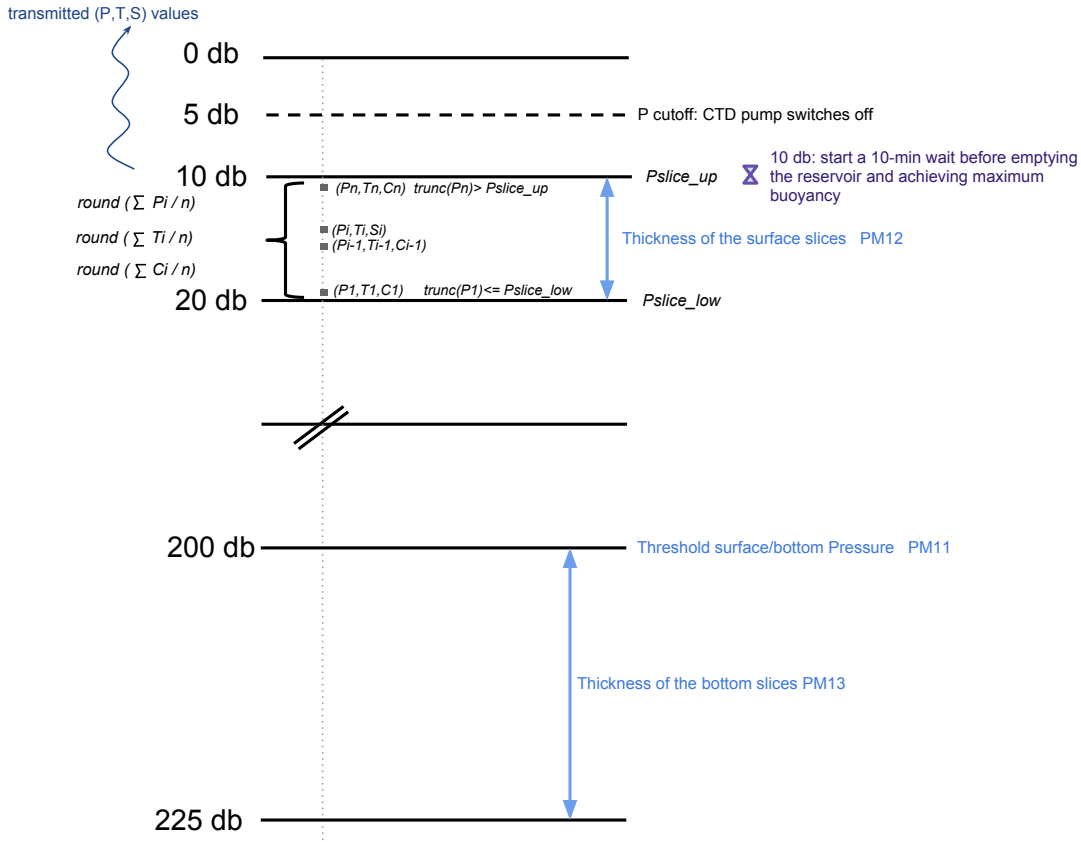 transmitted (P,T,S) values
0 db
5 db
P cutoff: CTD pump switches off
10 db
Pslice_up
10 db: start a 10-min wait before emptying
the reservoir and achieving maximum
buoyancy
(Pn,Tn,Cn) trunc(Pn)> Pslice_up
round ( ∑ Pi / n)
round ( ∑ Ti / n)
round ( ∑ Ci / n)
(Pi,Ti,Si)
(Pi-1,Ti-1,Ci-1)
Thickness of the surface slices PM12
(P1,T1,C1) trunc(P1)<= Pslice_low
20 db
Pslice_low
200 db
Threshold surface/bottom Pressure PM11
Thickness of the bottom slices PM13
225 db